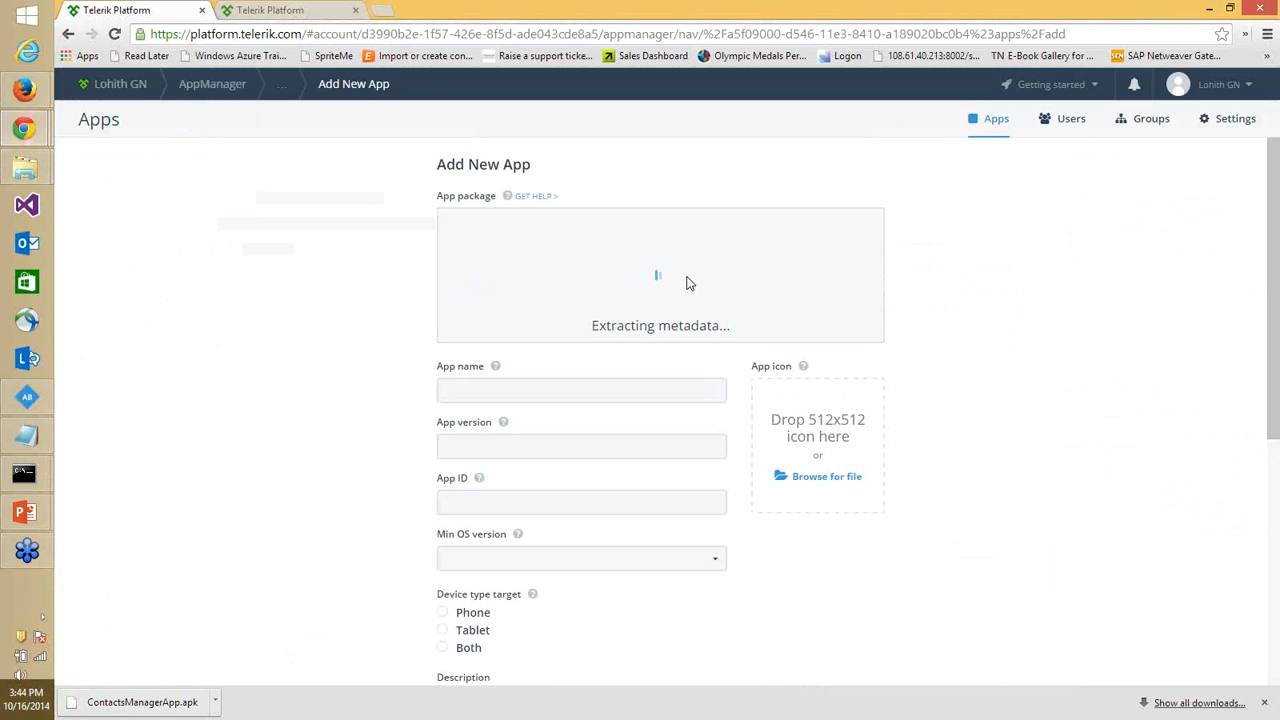 Telerik Platform
Telerik Platform
https://platform.telerik.com/#account/d3990b2e-1f57-426e-8f5d-ade043cde8a5/appmanager/nav/%2Fa5f09000-d546-11e3-8410-a189020bc0b4%23apps%2Fadd
Apps
Read Later
Windows Azure Trai...
SpriteMe
Import or create con...
Raise a support ticke...
Sales Dashboard
Olympic Medals Per...
Logon
108.61.40.213:8002/s...
TN E-Book Gallery for ...
SAP Netweaver Gate...
Lohith GN
AppManager
...
Add New App
Getting started
Lohith GN
Apps
Apps
Users
Groups
Settings
Add New App
App package
GET HELP >
Extracting metadata...
App name
App icon
Drop 512x512
icon here
or
Browse for file
App version
App ID
Min OS version
Device type target
Phone
Tablet
Both
Description
3:44 PM
10/16/2014
ContactsManagerApp.apk
Show all downloads...